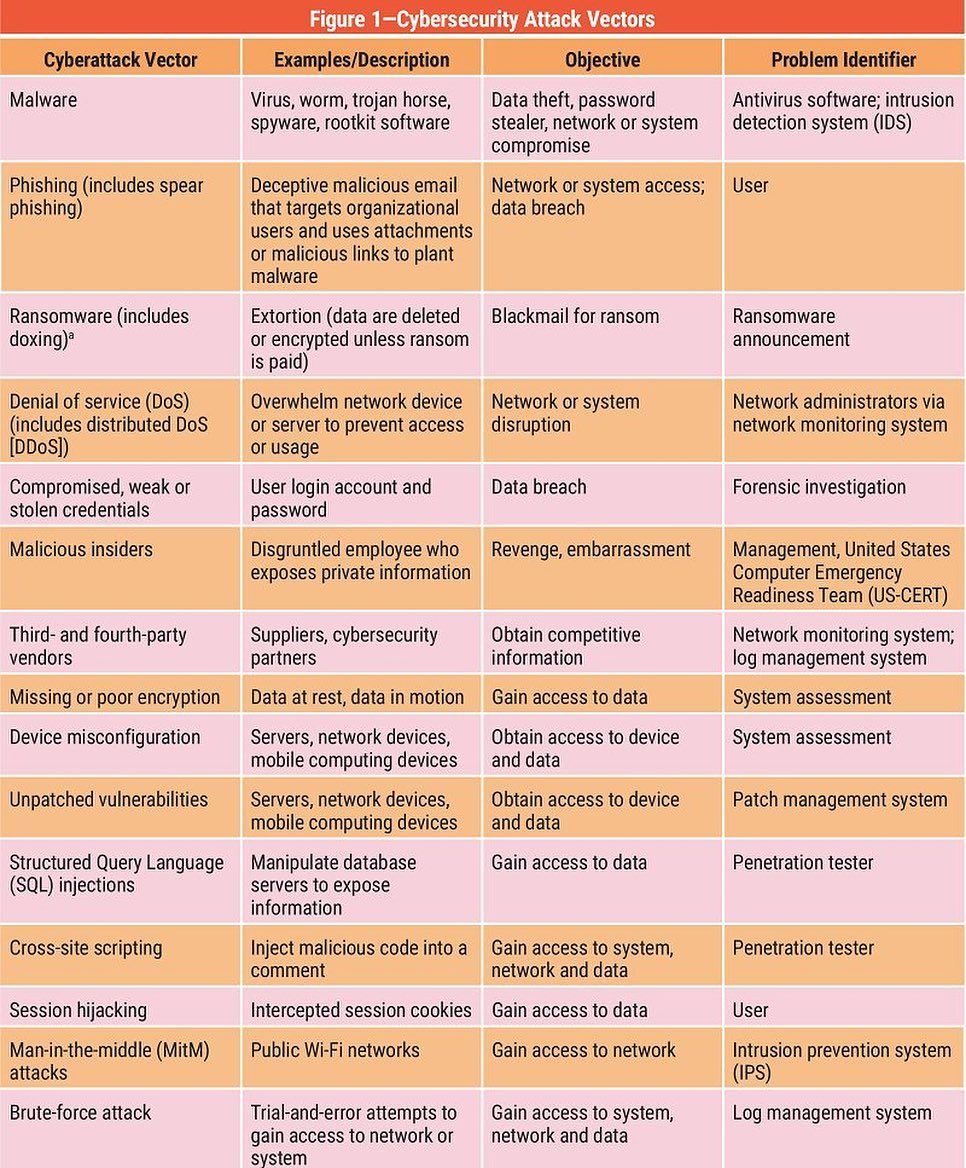 Figure 1—Cybersecurity Attack Vectors
Cyberattack Vector
Examples/Description
Objective
Problem Identifier
Malware
Virus, worm, trojan horse,
spyware, rootkit software
Data theft, password
stealer, network or system
compromise
Antivirus software; intrusion
detection system (IDS)
Phishing (includes spear
phishing)
Deceptive malicious email
that targets organizational
users and uses attachments
or malicious links to plant
malware
Network or system access;
data breach
User
Ransomware (includes
doxing)ª
Extortion (data are deleted
or encrypted unless ransom
is paid)
Blackmail for ransom
Ransomware
announcement
Denial of service (DoS)
(includes distributed DoS
[DDoS])
Overwhelm network device
or server to prevent access
or usage
Network or system
disruption
Network administrators via
network monitoring system
Compromised, weak or
stolen credentials
User login account and
password
Data breach
Forensic investigation
Malicious insiders
Disgruntled employee who
exposes private information
Revenge, embarrassment
Management, United States
Computer Emergency
Readiness Team (US-CERT)
Third- and fourth-party
vendors
Suppliers, cybersecurity
partners
Obtain competitive
information
Network monitoring system;
log management system
Missing or poor encryption
Data at rest, data in motion
Gain access to data
System assessment
Device misconfiguration
Servers, network devices,
mobile computing devices
Obtain access to device
and data
System assessment
Unpatched vulnerabilities
Servers, network devices,
mobile computing devices
Obtain access to device
and data
Patch management system
Structured Query Language
(SQL) injections
Manipulate database
servers to expose
information
Gain access to data
Penetration tester
Cross-site scripting
Inject malicious code into a
comment
Gain access to system,
network and data
Penetration tester
Session hijacking
Intercepted session cookies
Gain access to data
User
Man-in-the-middle (MitM)
attacks
Public Wi-Fi networks
Gain access to network
Intrusion prevention system
(IPS)
Brute-force attack
Trial-and-error attempts to
gain access to network or
system
Gain access to system,
network and data
Log management system